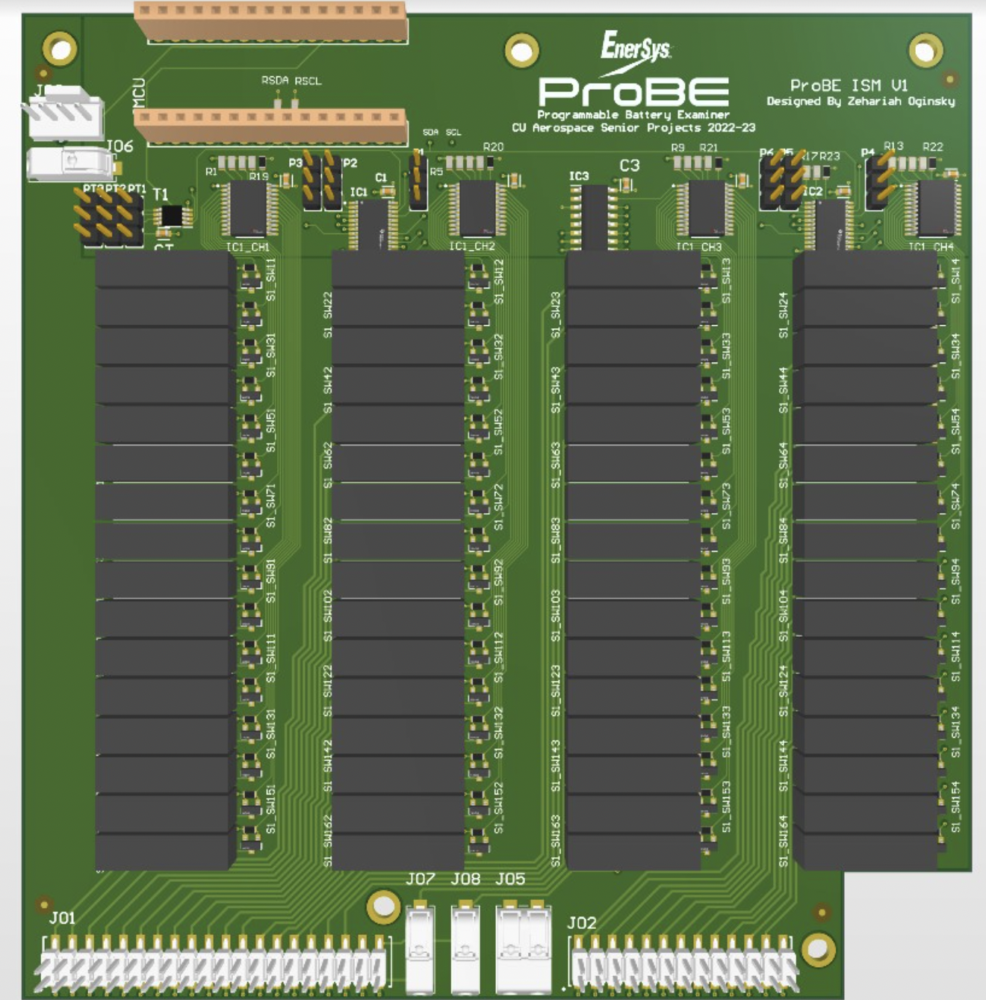 EnerSys
ProBE
Programmable Battery Examiner
CU Aerospace Senior Projects 2022-23
ProBE ISM V1
Designed By Zehariah Oginsky
MCU
RSDA RSCL
SDA SCL
J06
PT3 PT2 PT1
T1
R1
R19
P3
P2
IC1
C1
R5
R20
IC3
C3
R9 R21
P6
R17 R23
IC2
P4
R13
R22
IC1_CH1
IC1_CH2
IC1_CH3
IC1_CH4
S1_SW11
S1_SW31
S1_SW51
S1_SW71
S1_SW91
S1_SW111
S1_SW131
S1_SW151
S1_SW22
S1_SW42
S1_SW62
S1_SW82
S1_SW102
S1_SW122
S1_SW142
S1_SW162
S1_SW12
S1_SW32
S1_SW52
S1_SW72
S1_SW92
S1_SW112
S1_SW132
S1_SW152
S1_SW23
S1_SW43
S1_SW63
S1_SW83
S1_SW103
S1_SW123
S1_SW143
S1_SW163
S1_SW13
S1_SW33
S1_SW53
S1_SW73
S1_SW93
S1_SW113
S1_SW133
S1_SW153
S1_SW24
S1_SW44
S1_SW64
S1_SW84
S1_SW104
S1_SW124
S1_SW144
S1_SW164
S1_SW14
S1_SW34
S1_SW54
S1_SW74
S1_SW94
S1_SW114
S1_SW134
S1_SW154
J01
J07 J08 J05
J02